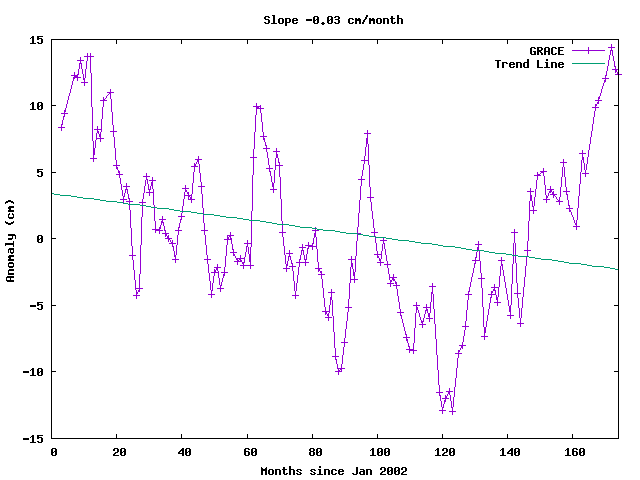 Slope -0.03 cm/month
GRACE
Trend Line
15
10
5
0
-5
-10
-15
Anomaly (cm)
0 20 40 60 80 100 120 140 160
Months since Jan 2002